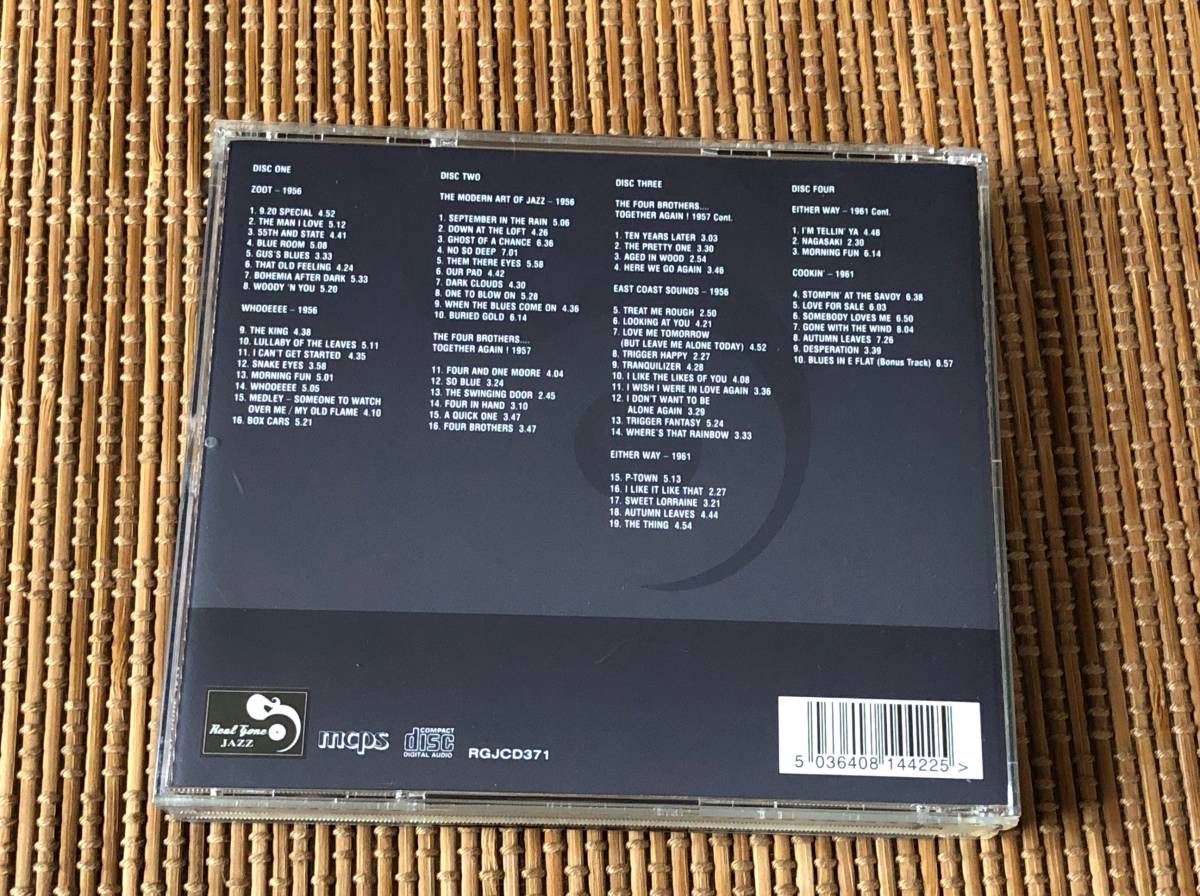 DISC ONE
ZOOT – 1956
1. 9.20 SPECIAL 4.52
2. THE MAN I LOVE 5.12
3. 55TH AND STATE 4.41
4. BLUE ROOM 5.08
5. GUS'S BLUES 3.33
6. THAT OLD FEELING 4.24
7. BOHEMIA AFTER DARK 5.33
8. WOODY 'N YOU 5.20
WHOOEEEE – 1956
9. THE KING 4.38
10. LULLABY OF THE LEAVES 5.11
11. I CAN'T GET STARTED 4.35
12. SNAKE EYES 3.58
13. MORNING FUN 5.01
14. WHOOEEEE 5.05
15. MEDLEY – SOMEONE TO WATCH
OVER ME / MY OLD FLAME 4.10
16. BOX CARS 5.21
DISC TWO
THE MODERN ART OF JAZZ – 1956
1. SEPTEMBER IN THE RAIN 5.06
2. DOWN AT THE LOFT 4.26
3. GHOST OF A CHANCE 6.36
4. NO SO DEEP 7.01
5. THEM THERE EYES 5.58
6. OUR PAD 4.42
7. DARK CLOUDS 4.30
8. ONE TO BLOW ON 5.28
9. WHEN THE BLUES COME ON 4.36
10. BURIED GOLD 6.14
THE FOUR BROTHERS....
TOGETHER AGAIN ! 1957
11. FOUR AND ONE MOORE 4.04
12. SO BLUE 3.24
13. THE SWINGING DOOR 2.45
14. FOUR IN HAND 3.10
15. A QUICK ONE 3.47
16. FOUR BROTHERS 3.47
DISC THREE
THE FOUR BROTHERS....
TOGETHER AGAIN ! 1957 Cont.
1. TEN YEARS LATER 3.03
2. THE PRETTY ONE 3.30
3. AGED IN WOOD 2.54
4. HERE WE GO AGAIN 3.46
EAST COAST SOUNDS – 1956
5. TREAT ME ROUGH 2.50
6. LOOKING AT YOU 4.21
7. LOVE ME TOMORROW
(BUT LEAVE ME ALONE TODAY) 4.52
8. TRIGGER HAPPY 2.27
9. TRANQUILIZER 4.28
10. I LIKE THE LIKES OF YOU 4.08
11. I WISH I WERE IN LOVE AGAIN 3.36
12. I DON'T WANT TO BE
ALONE AGAIN 3.29
13. TRIGGER FANTASY 5.24
14. WHERE'S THAT RAINBOW 3.33
EITHER WAY – 1961
15. P-TOWN 5.13
16. I LIKE IT LIKE THAT 2.27
17. SWEET LORRAINE 3.21
18. AUTUMN LEAVES 4.44
19. THE THING 4.54
DISC FOUR
EITHER WAY – 1961 Cont.
1. I'M TELLIN' YA 4.48
2. NAGASAKI 2.30
3. MORNING FUN 6.14
COOKIN' – 1961
4. STOMPIN' AT THE SAVOY 6.38
5. LOVE FOR SALE 6.03
6. SOMEBODY LOVES ME 6.50
7. GONE WITH THE WIND 8.04
8. AUTUMN LEAVES 7.26
9. DESPERATION 3.39
10. BLUES IN E FLAT (Bonus Track) 8.57
Real Gone
JAZZ
mcps
COMPACT
disc
DIGITAL AUDIO
RGJCD371
5 036408 144225 >